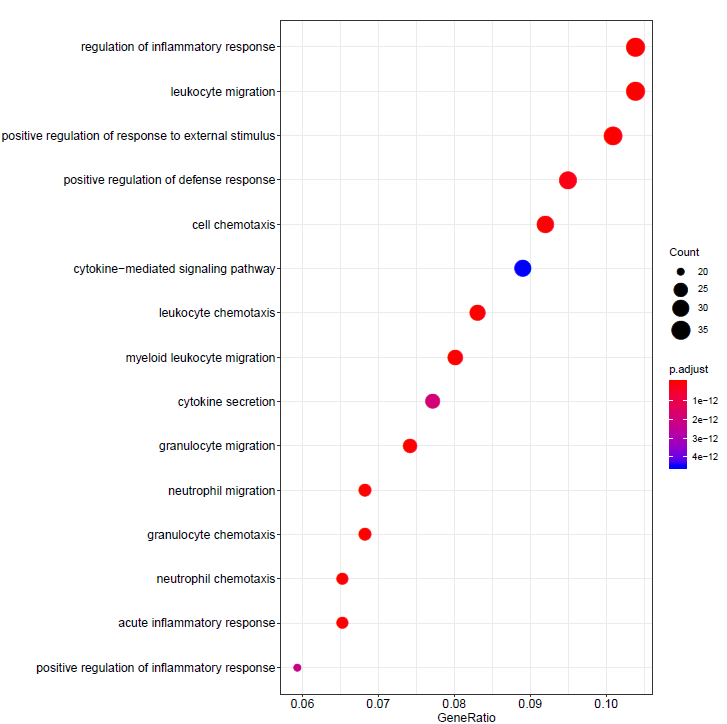 regulation of inflammatory response
leukocyte migration
positive regulation of response to external stimulus
positive regulation of defense response
cell chemotaxis
cytokine−mediated signaling pathway
leukocyte chemotaxis
myeloid leukocyte migration
cytokine secretion
granulocyte migration
neutrophil migration
granulocyte chemotaxis
neutrophil chemotaxis
acute inflammatory response
positive regulation of inflammatory response
0.06 0.07 0.08 0.09 0.10
GeneRatio
Count
20
25
30
35
p.adjust
1e−12
2e−12
3e−12
4e−12